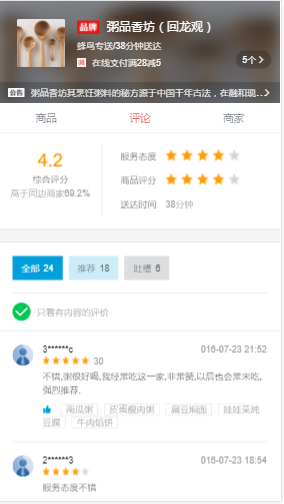 品牌 粥品香坊（回龙观）
蜂鸟专送/38分钟送达
减 在线支付满28减5
5个 >
公告 粥品香坊其烹饪粥料的秘方源于中国千年古法，在融和现... >
商品 评论 商家
4.2
综合评分
高于周边商家69.2%
服务态度
商品评分
送达时间 38分钟
全部 24
推荐 18
吐槽 6
只看有内容的评价
3******c
016-07-23 21:52
30
不错,粥很好喝,我经常吃这一家,非常赞,以后也会常来吃,
强烈推荐.
南瓜粥 皮蛋瘦肉粥 扁豆焖面 娃娃菜炖
豆腐 牛肉馅饼
2******3
016-07-23 18:54
服务态度不错